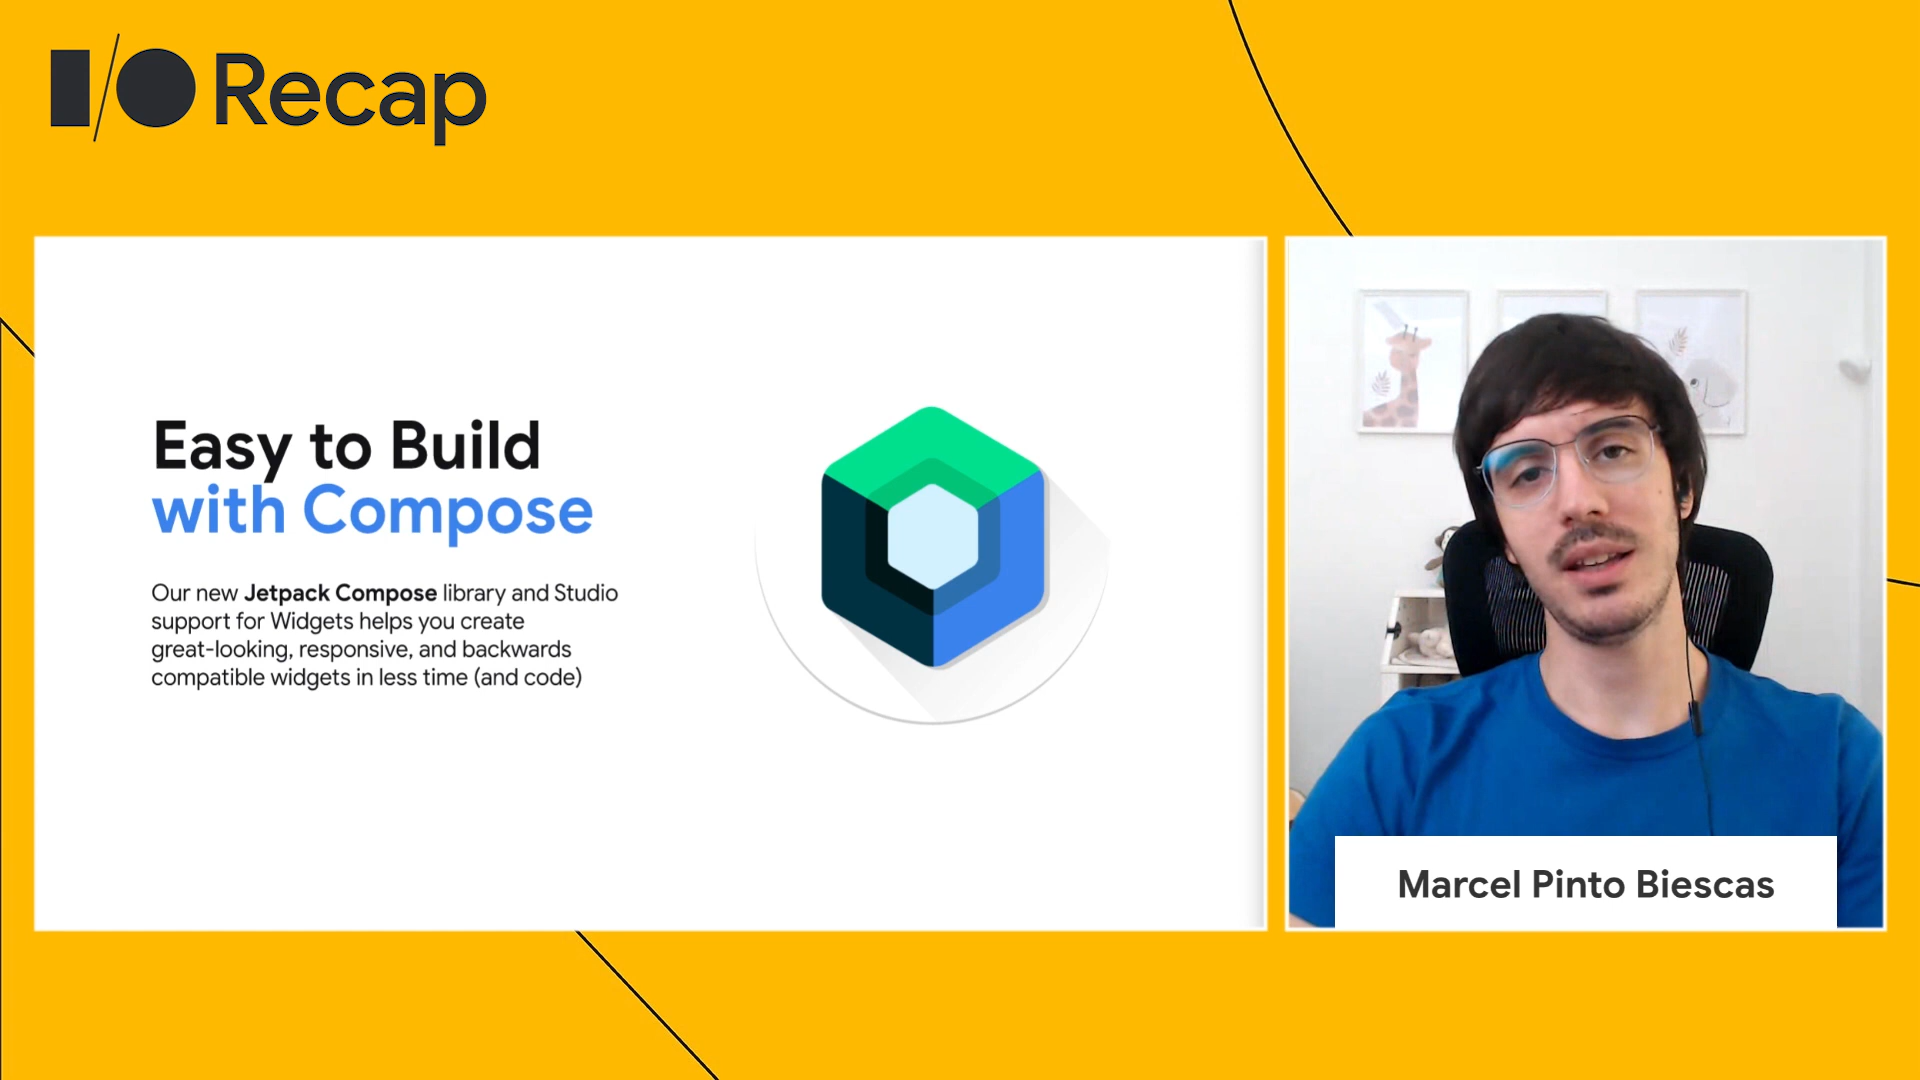 I/O Recap
Easy to Build
with Compose
Our new Jetpack Compose library and Studio
support for Widgets helps you create
great-looking, responsive, and backwards
compatible widgets in less time (and code)
Marcel Pinto Biescas